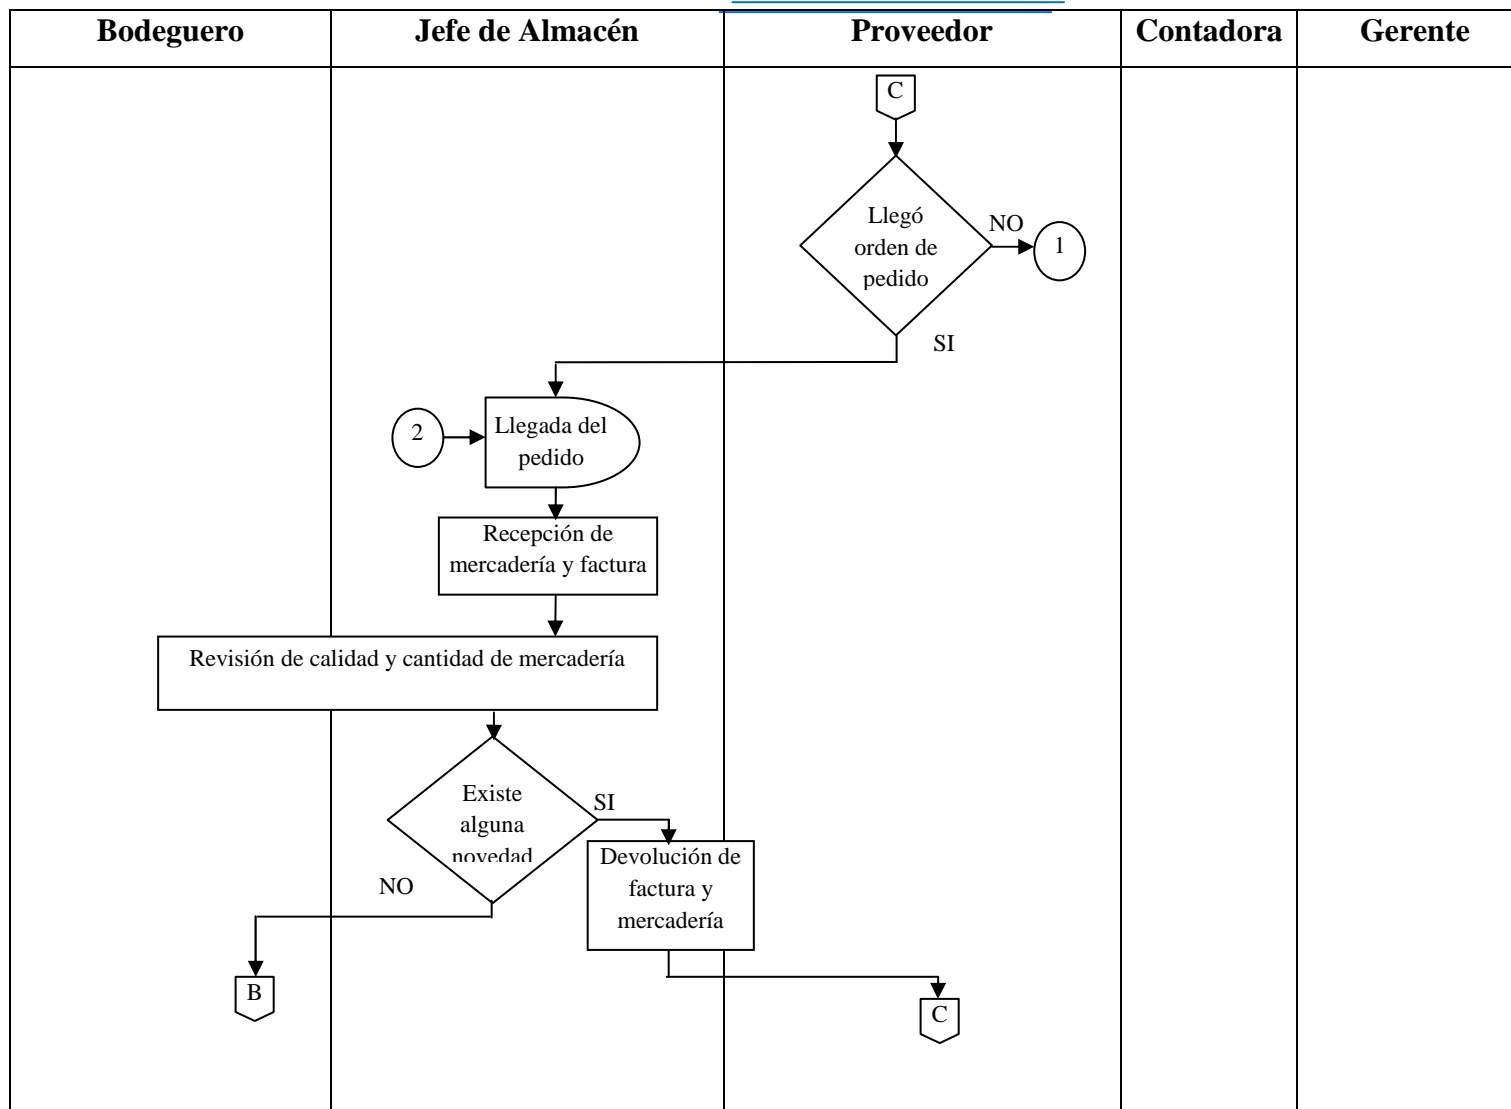 Bodeguero Jefe de Almacén Proveedor Contadora Gerente
C
Llegó
orden de
pedido
NO
1
SI
2
Llegada del
pedido
Recepción de
mercadería y factura
Revisión de calidad y cantidad de mercadería
Existe
alguna
novedad
SI
NO
Devolución de
factura y
mercadería
B
C